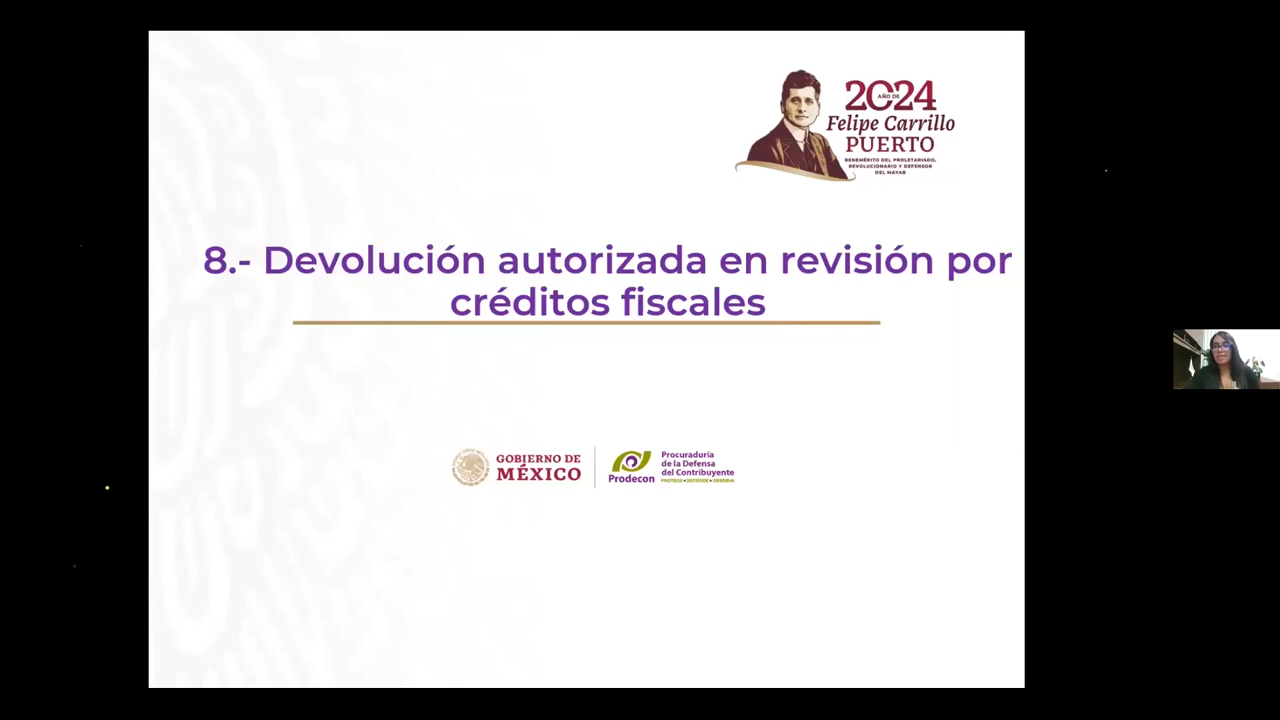 2024
AÑO DE
Felipe Carrillo
PUERTO
BENEMÉRITO DEL PROLETARIADO,
REVOLUCIONARIO Y DEFENSOR
DEL MAYAB
8.- Devolución autorizada en revisión por
créditos fiscales
GOBIERNO DE
MÉXICO
Prodecon
Procuraduría
de la Defensa
del Contribuyente
PROTEGE • DEFIENDE • OBSERVA